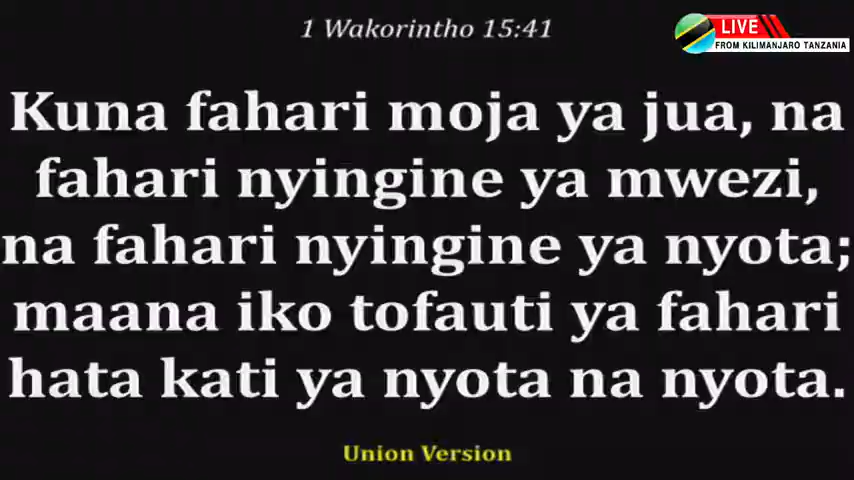 1 Wakorintho 15:41
LIVE
FROM KILIMANJARO TANZANIA
Kuna fahari moja ya jua, na
fahari nyingine ya mwezi,
na fahari nyingine ya nyota;
maana iko tofauti ya fahari
hata kati ya nyota na nyota.
Union Version